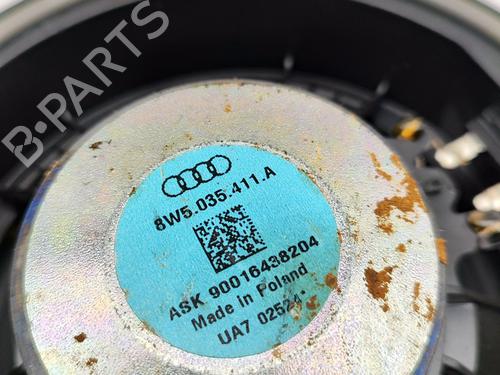 B-PARTS
8W5.035.411.A
ASK 90016438204
Made in Poland
UA7 02524